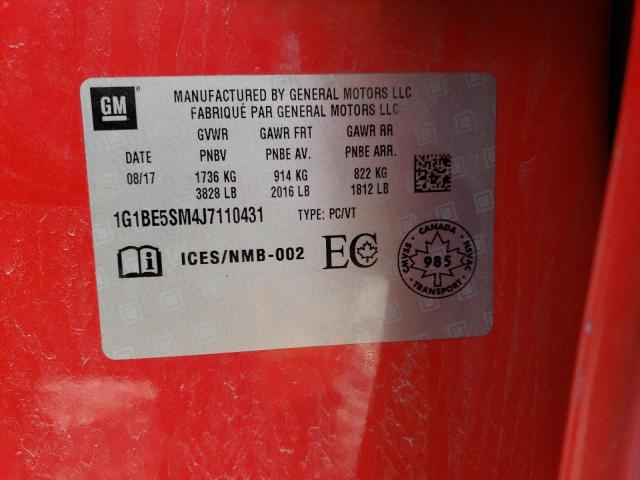 GM
MANUFACTURED BY GENERAL MOTORS LLC
FABRIQUÉ PAR GENERAL MOTORS LLC
GVWR GAWR FRT GAWR RR
DATE PNBV PNBE AV. PNBE ARR.
08/17 1736 KG 914 KG 822 KG
3828 LB 2016 LB 1812 LB
1G1BE5SM4J7110431 TYPE: PC/VT
i ICES/NMB-002 EC
CANADA
CMVSS 985 NSVAC
TRANSPORT